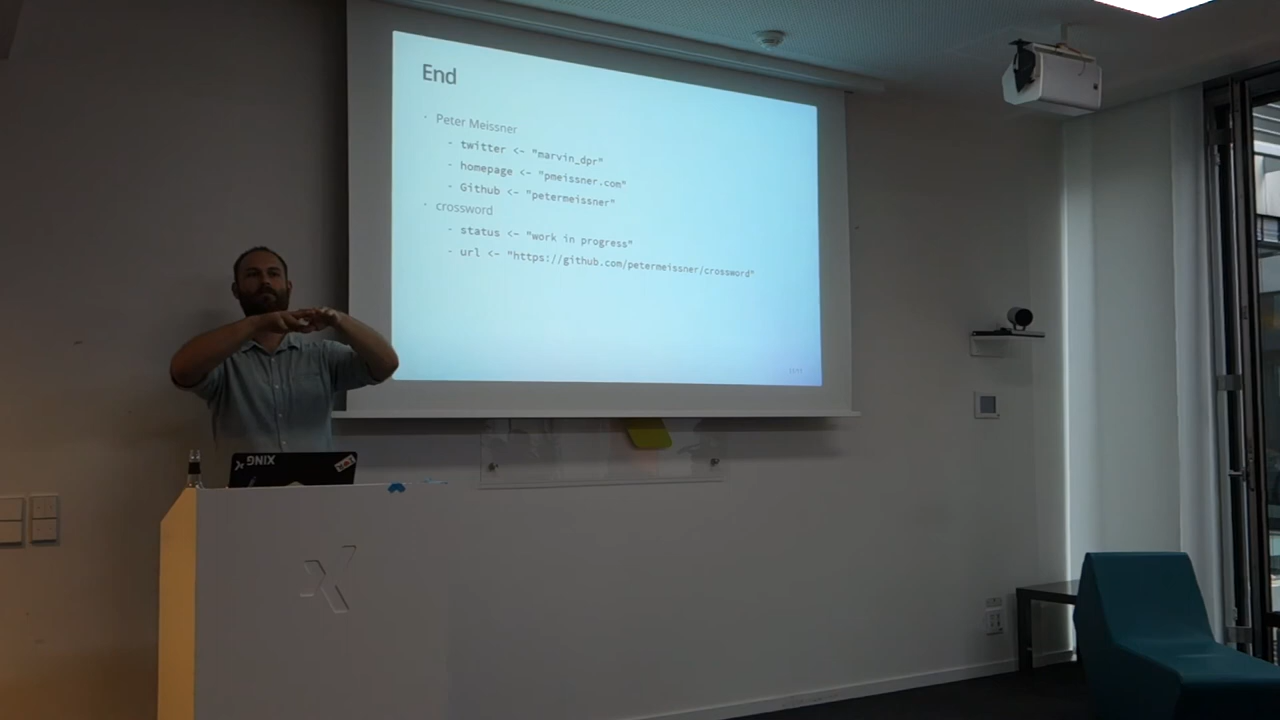 End
- Peter Meissner
- twitter <- "marvin_dpr"
- homepage <- "pmeissner.com"
- Github <- "petermeissner"
- crossword
- status <- "work in progress"
- url <- "https://github.com/petermeissner/crossword"
XING